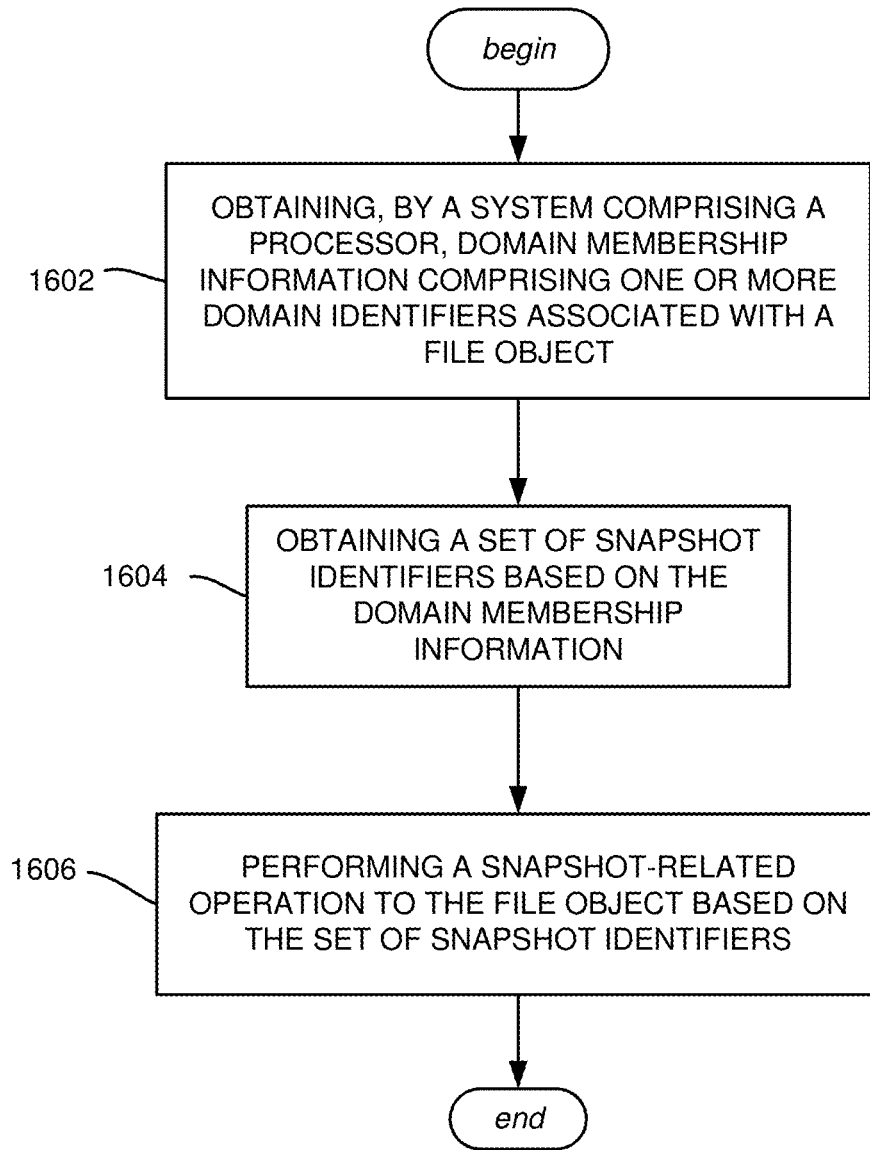 begin
1602
OBTAINING, BY A SYSTEM COMPRISING A
PROCESSOR, DOMAIN MEMBERSHIP
INFORMATION COMPRISING ONE OR MORE
DOMAIN IDENTIFIERS ASSOCIATED WITH A
FILE OBJECT
1604
OBTAINING A SET OF SNAPSHOT
IDENTIFIERS BASED ON THE
DOMAIN MEMBERSHIP
INFORMATION
1606
PERFORMING A SNAPSHOT-RELATED
OPERATION TO THE FILE OBJECT BASED ON
THE SET OF SNAPSHOT IDENTIFIERS
end